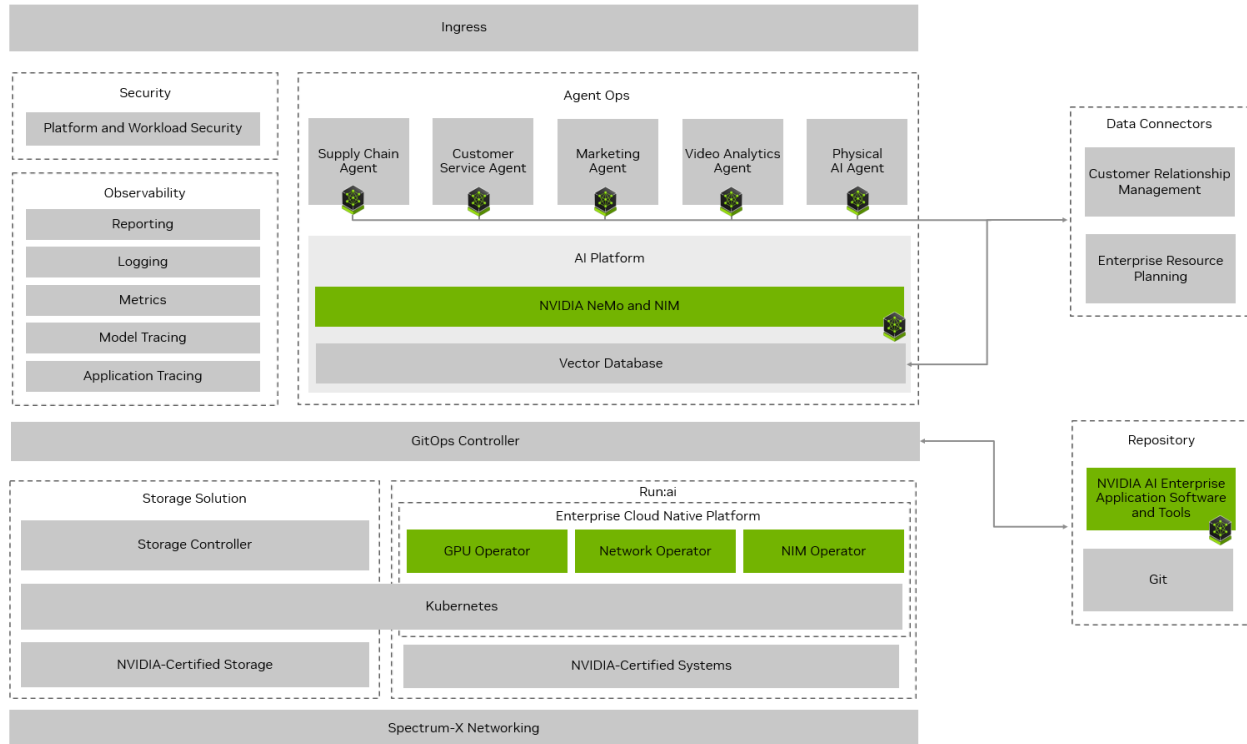 Ingress
Security
Platform and Workload Security
Observability
Reporting
Logging
Metrics
Model Tracing
Application Tracing
Agent Ops
Supply Chain
Agent
Customer
Service Agent
Marketing
Agent
Video Analytics
Agent
Physical
AI Agent
AI Platform
NVIDIA NeMo and NIM
Vector Database
Data Connectors
Customer Relationship
Management
Enterprise Resource
Planning
GitOps Controller
Repository
NVIDIA AI Enterprise
Application Software
and Tools
Git
Storage Solution
Storage Controller
Run:ai
Enterprise Cloud Native Platform
GPU Operator
Network Operator
NIM Operator
Kubernetes
NVIDIA-Certified Storage
NVIDIA-Certified Systems
Spectrum-X Networking